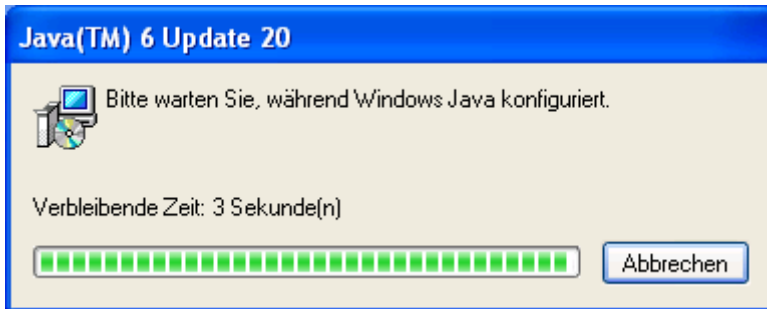 Java(TM) 6 Update 20
Bitte warten Sie, während Windows Java konfiguriert.
Verbleibende Zeit: 3 Sekunde(n)
Abbrechen